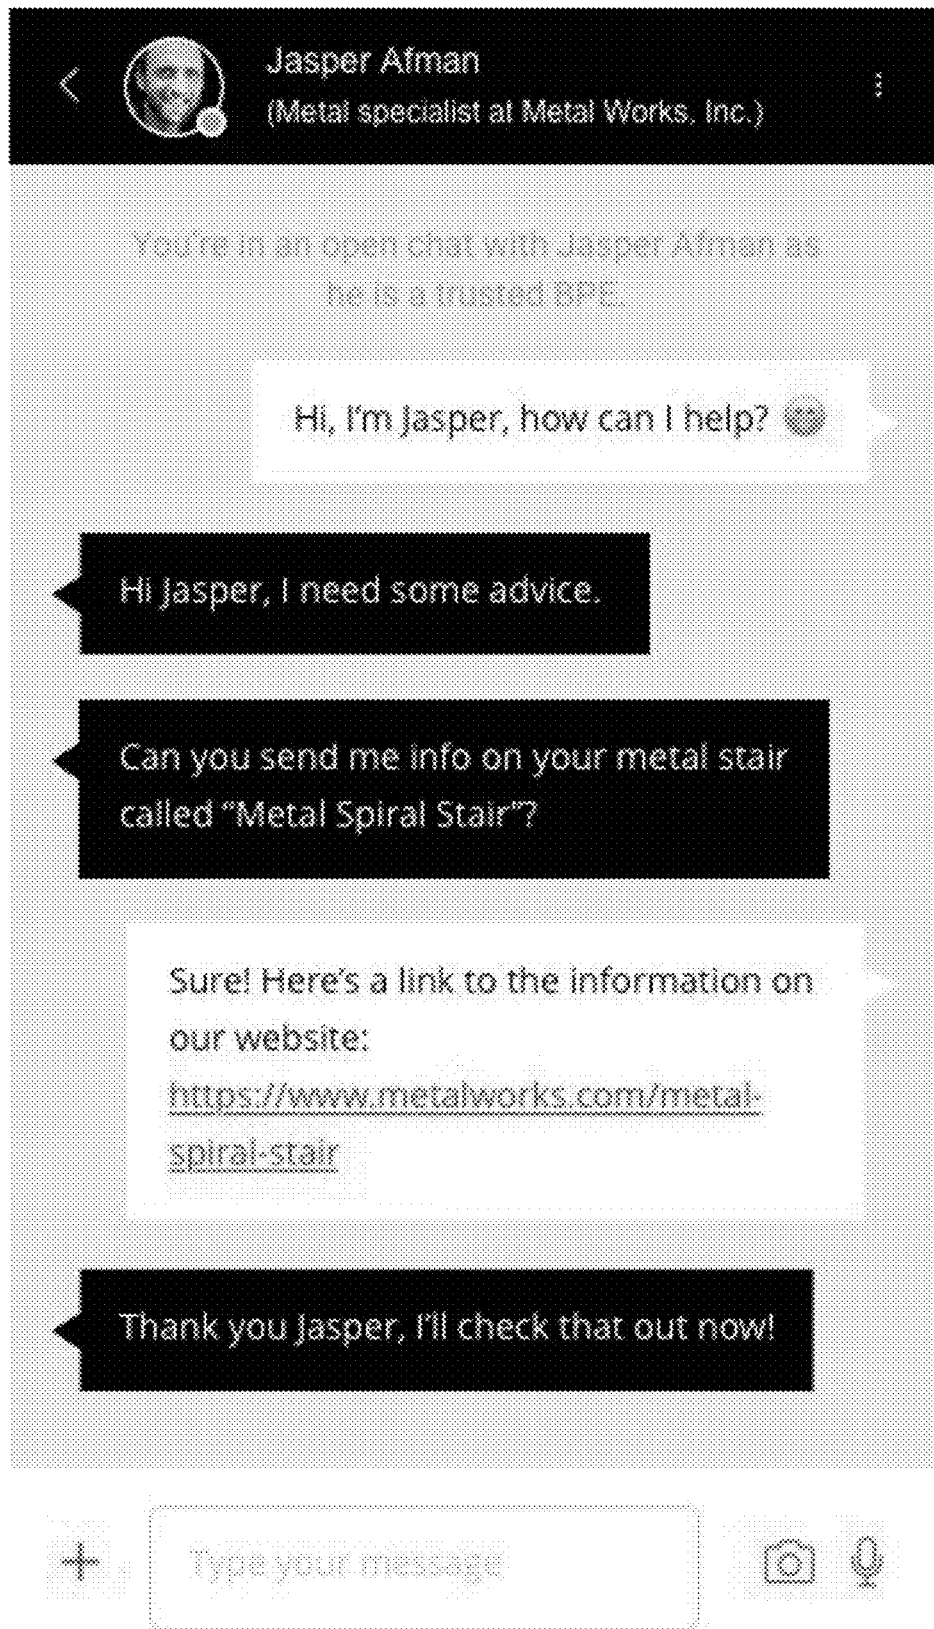 Jasper Afman
(Metal specialist at Metal Works, Inc.)
You're in an open chat with Jasper Afman as
he is a trusted BPE.
Hi, I'm Jasper, how can I help?
Hi Jasper, I need some advice.
Can you send me info on your metal stair
called “Metal Spiral Stair”?
Sure! Here's a link to the information on
our website:
https://www.metalworks.com/metal-
spiral-stair
Thank you Jasper, I'll check that out now!
Type your message